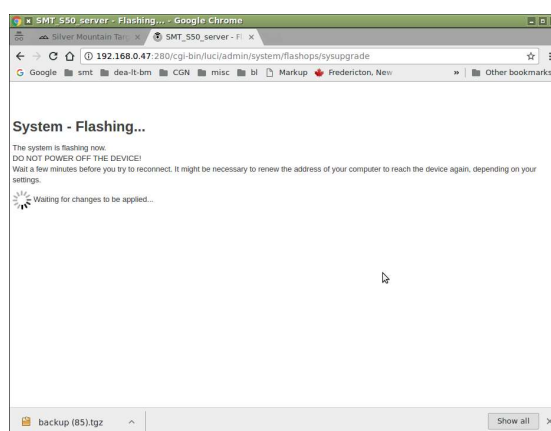 SMT_S50_server - Flashing... - Google Chrome
Silver Mountain Targ
SMT_S50_server - Fl
192.168.0.47:280/cgi-bin/luci/admin/system/flashops/sysupgrade
Google smt dea-lt-bm CGN misc bl Markup Fredericton, New » Other bookmarks
System - Flashing...
The system is flashing now.
DO NOT POWER OFF THE DEVICE!
Wait a few minutes before you try to reconnect. It might be necessary to renew the address of your computer to reach the device again, depending on your
settings.
Waiting for changes to be applied...
backup (85).tgz
Show all